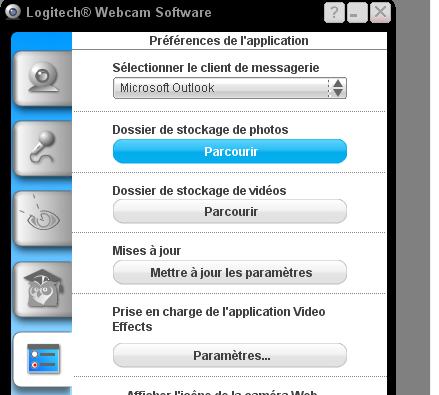 Logitech® Webcam Software
?
Préférences de l'application
Sélectionner le client de messagerie
Microsoft Outlook
Dossier de stockage de photos
Parcourir
Dossier de stockage de vidéos
Parcourir
Mises à jour
Mettre à jour les paramètres
Prise en charge de l'application Video
Effects
Paramètres...
Afficher l'icône de la caméra Web